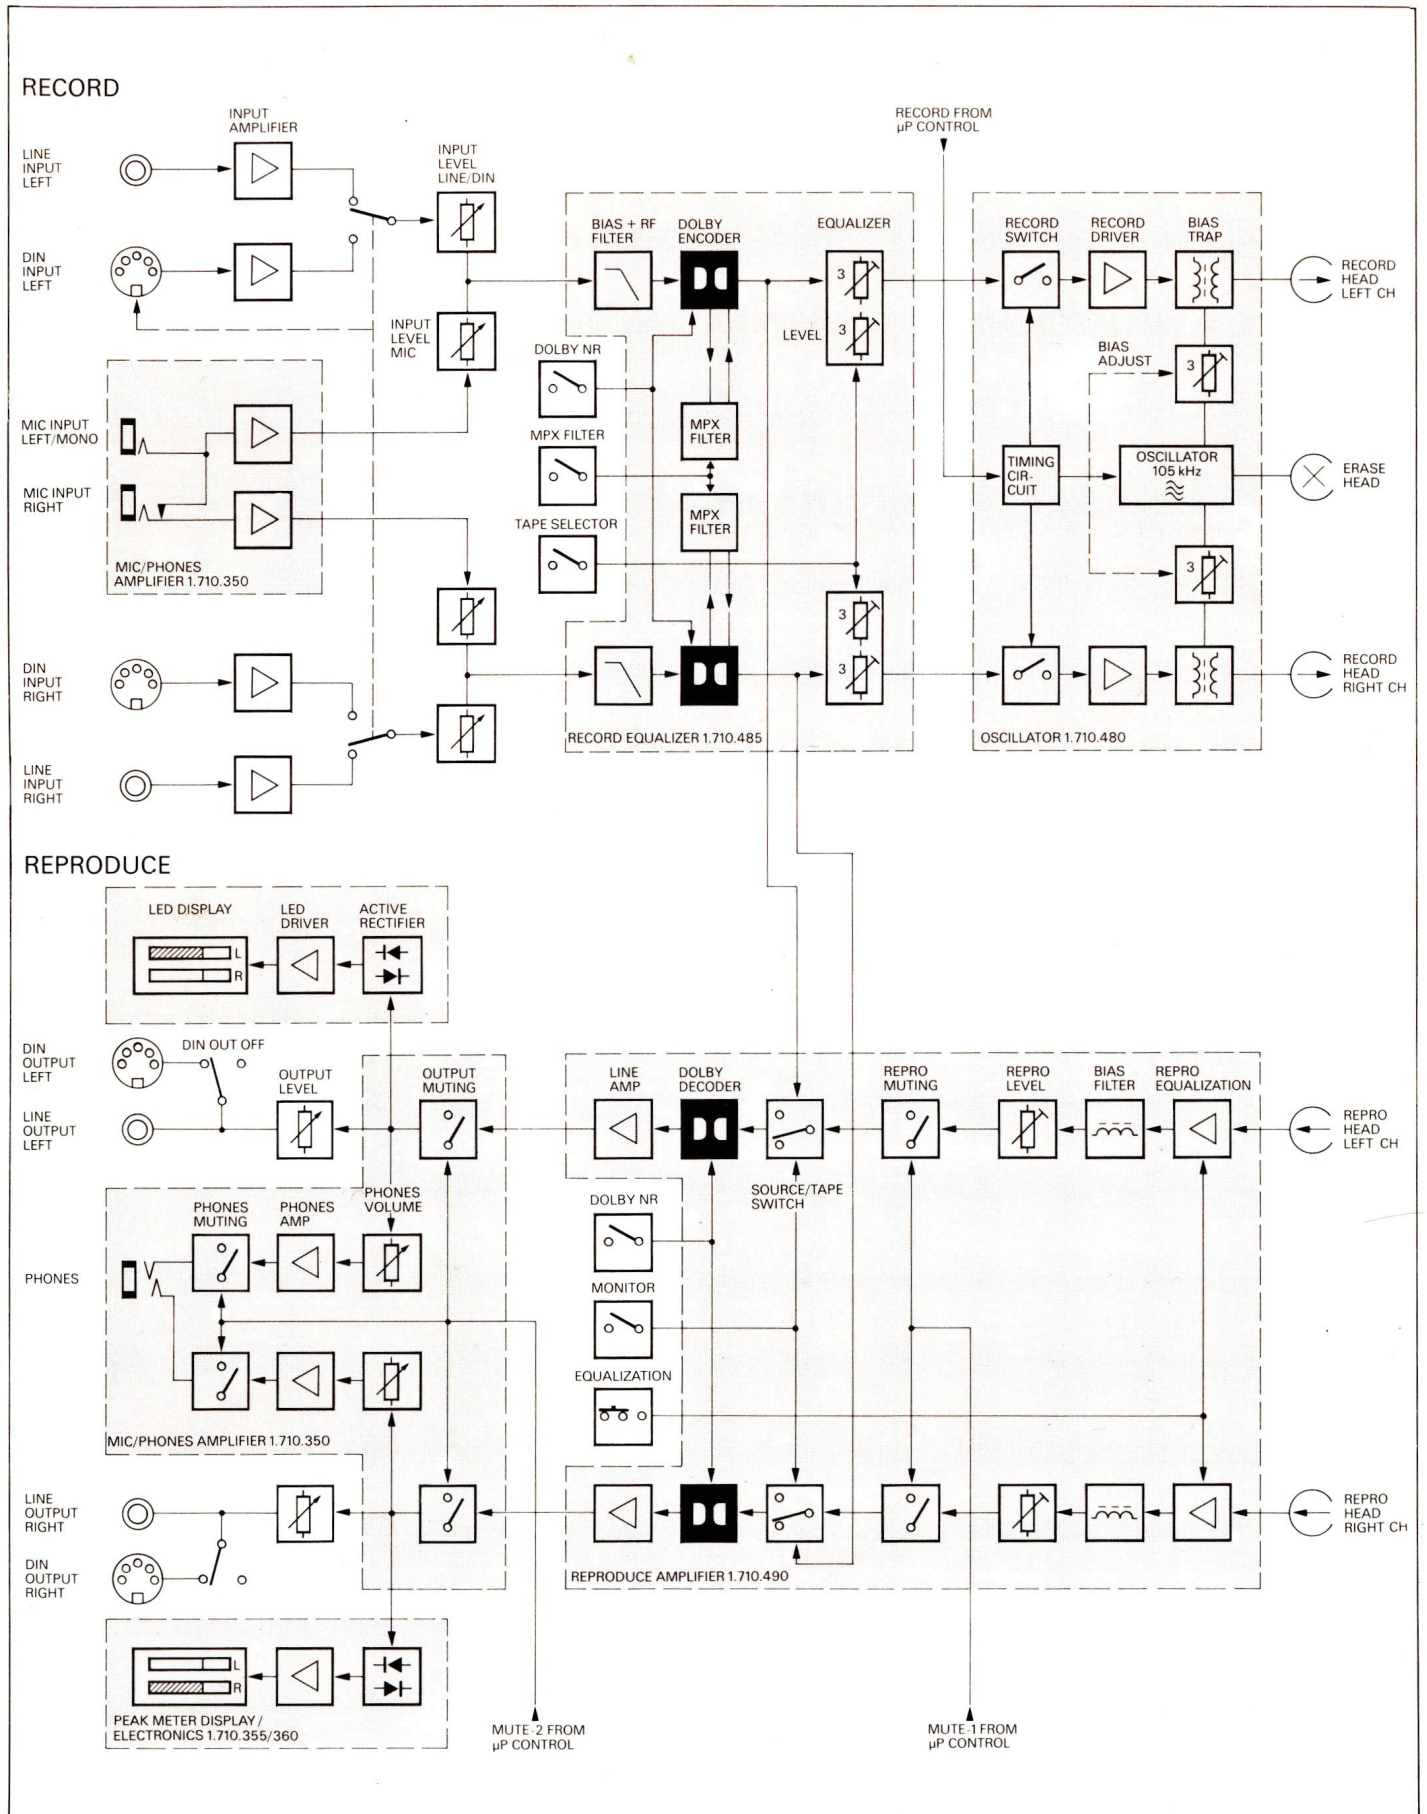 RECORD
INPUT
AMPLIFIER
LINE
INPUT
LEFT
DIN
INPUT
LEFT
INPUT
LEVEL
LINE/DIN
INPUT
LEVEL
MIC
MIC INPUT
LEFT/MONO
MIC INPUT
RIGHT
MIC/PHONES
AMPLIFIER 1.710.350
DIN
INPUT
RIGHT
LINE
INPUT
RIGHT
BIAS + RF
FILTER
DOLBY
ENCODER
EQUALIZER
3
3
LEVEL
DOLBY NR
MPX FILTER
TAPE SELECTOR
MPX
FILTER
MPX
FILTER
3
3
RECORD EQUALIZER 1.710.485
RECORD FROM
µP CONTROL
RECORD
SWITCH
RECORD
DRIVER
BIAS
TRAP
BIAS
ADJUST
3
TIMING
CIR-
CUIT
OSCILLATOR
105 kHz
3
OSCILLATOR 1.710.480
RECORD
HEAD
LEFT CH
ERASE
HEAD
RECORD
HEAD
RIGHT CH
REPRODUCE
LED DISPLAY
LED
DRIVER
ACTIVE
RECTIFIER
L
R
DIN
OUTPUT
LEFT
DIN OUT OFF
OUTPUT
LEVEL
OUTPUT
MUTING
LINE
OUTPUT
LEFT
PHONES
MUTING
PHONES
AMP
PHONES
VOLUME
PHONES
MIC/PHONES AMPLIFIER 1.710.350
LINE
OUTPUT
RIGHT
DIN
OUTPUT
RIGHT
L
R
PEAK METER DISPLAY /
ELECTRONICS 1.710.355/360
LINE
AMP
DOLBY
DECODER
REPRO
MUTING
REPRO
LEVEL
BIAS
FILTER
REPRO
EQUALIZATION
SOURCE/TAPE
SWITCH
DOLBY NR
MONITOR
EQUALIZATION
REPRODUCE AMPLIFIER 1.710.490
REPRO
HEAD
LEFT CH
REPRO
HEAD
RIGHT CH
MUTE-2 FROM
µP CONTROL
MUTE-1 FROM
µP CONTROL